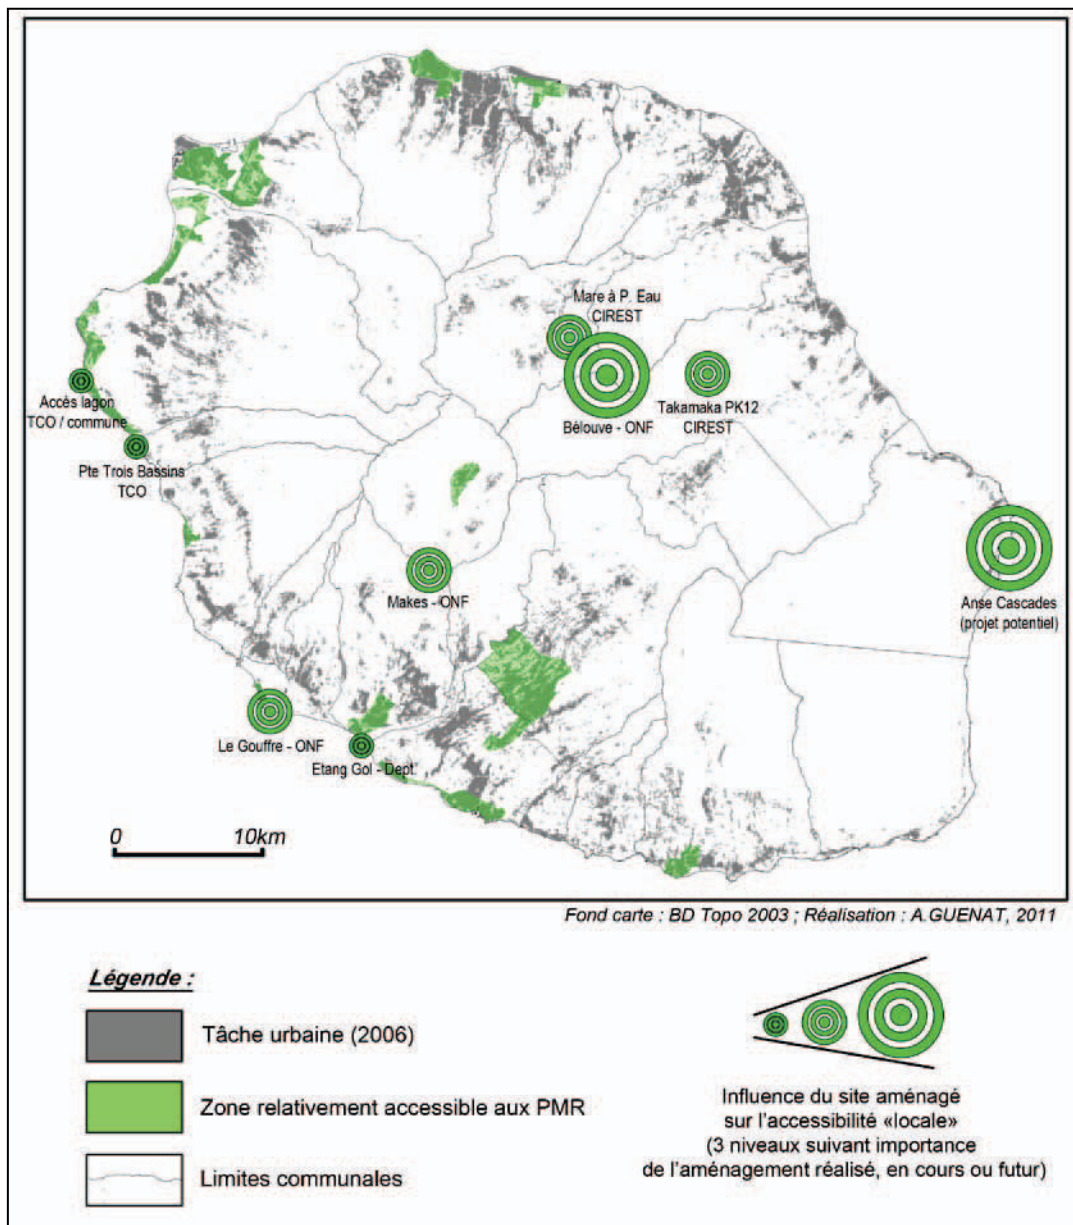 Mare à P. Eau
CIREST
Bélouve - ONF
Takamaka PK12
CIREST
Accès lagon
TCO / commune
Pte Trois Bassins
TCO
Anse Cascades
(projet potentiel)
Makes - ONF
Le Gouffre - ONF
Etang Gol - Dept.
0 10km
Fond carte : BD Topo 2003 ; Réalisation : A.GUENAT, 2011
Légende :
Tâche urbaine (2006)
Zone relativement accessible aux PMR
Limites communales
Influence du site aménagé
sur l'accessibilité «locale»
(3 niveaux suivant importance
de l'aménagement réalisé, en cours ou futur)